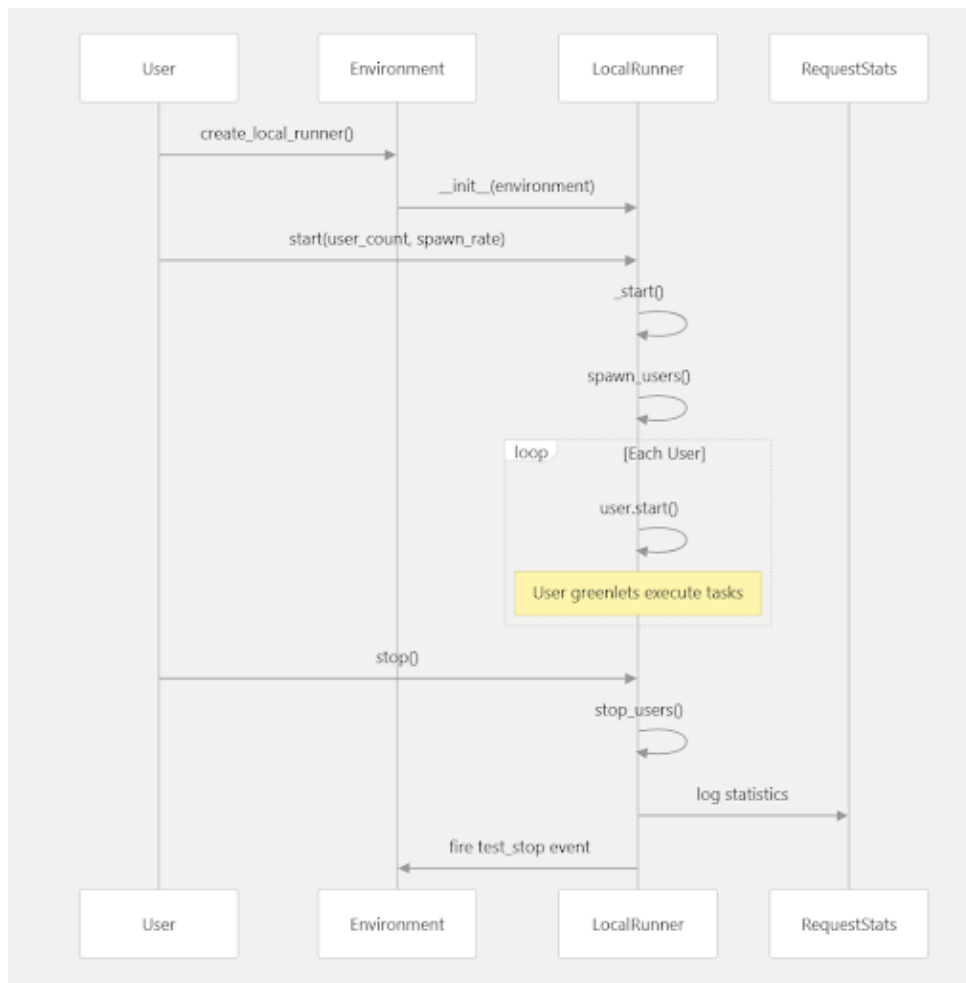 User
Environment
LocalRunner
RequestStats
create_local_runner()
__init__(environment)
start(user_count, spawn_rate)
_start()
spawn_users()
loop
[Each User]
user.start()
User greenlets execute tasks
stop()
stop_users()
log statistics
fire test_stop event
User
Environment
LocalRunner
RequestStats